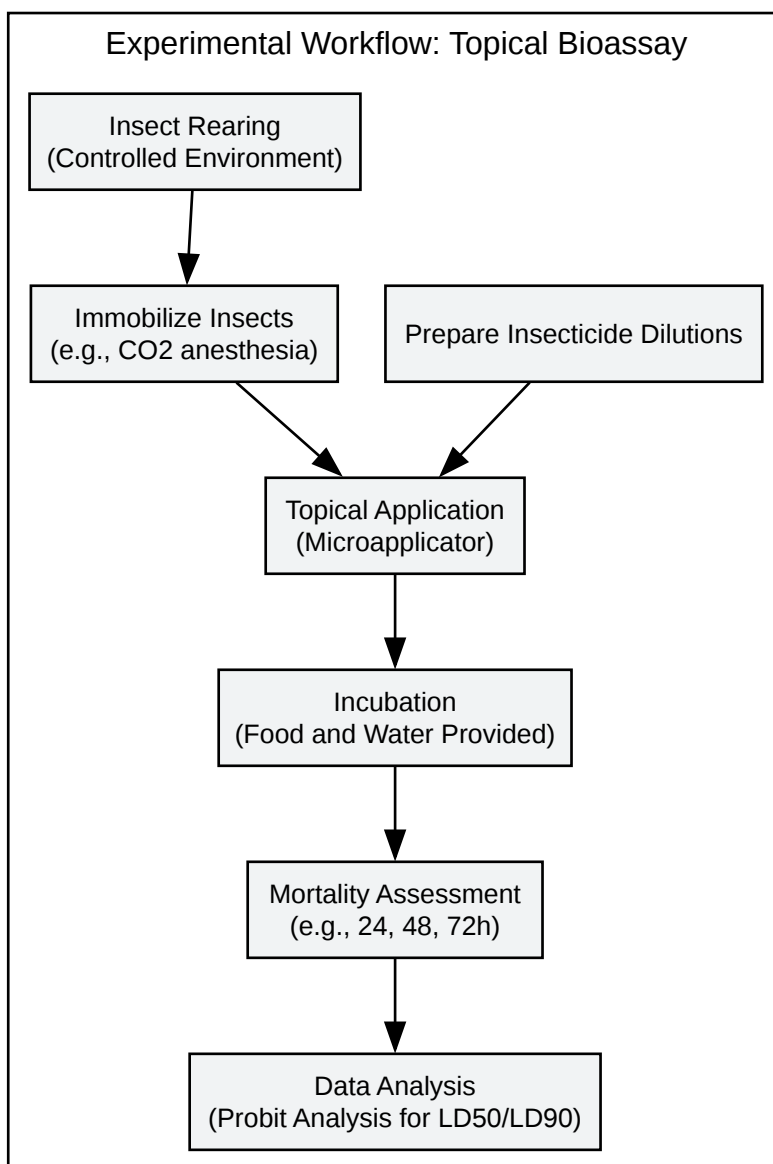 Experimental Workflow: Topical Bioassay
Insect Rearing
(Controlled Environment)
Immobilize Insects
(e.g., CO2 anesthesia)
Prepare Insecticide Dilutions
Topical Application
(Microapplicator)
Incubation
(Food and Water Provided)
Mortality Assessment
(e.g., 24, 48, 72h)
Data Analysis
(Probit Analysis for LD50/LD90)